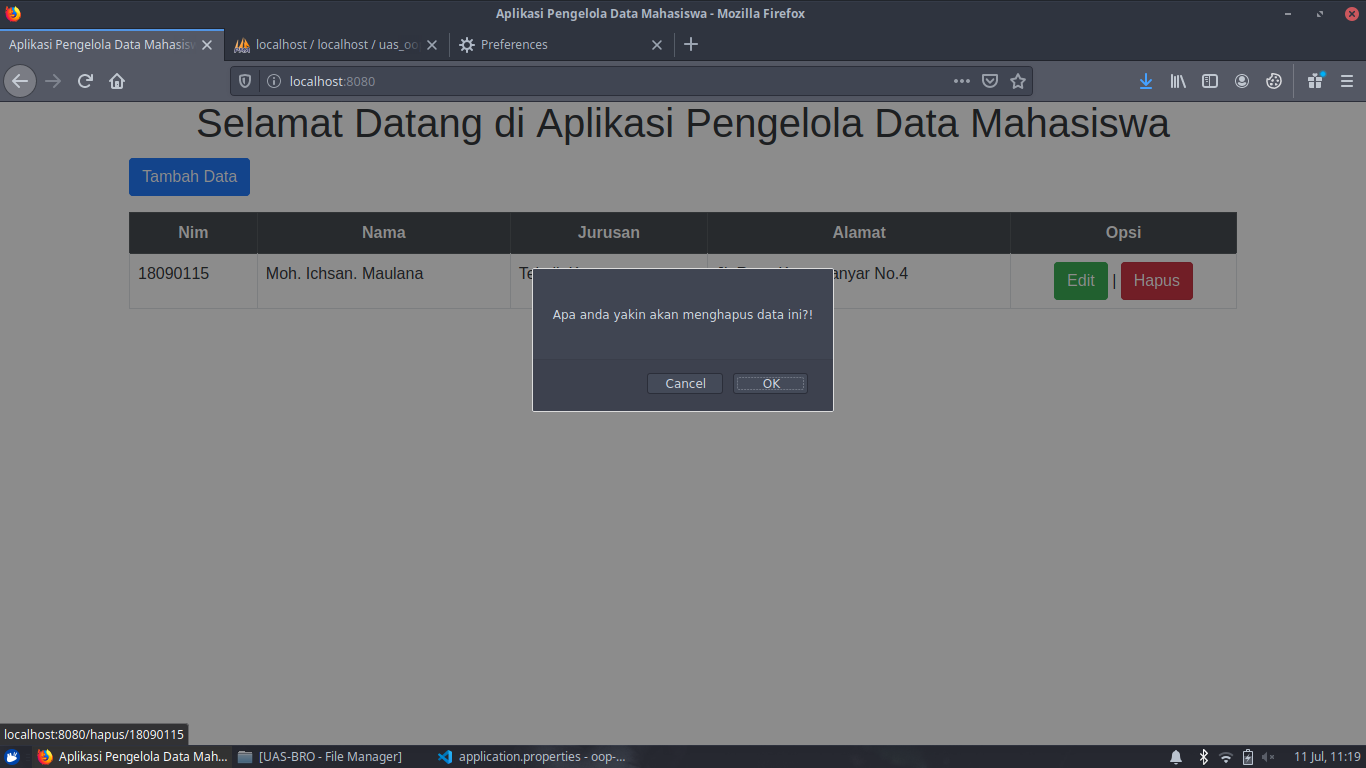 Aplikasi Pengelola Data Mahasiswa - Mozilla Firefox
Aplikasi Pengelola Data Mahasisw
localhost / localhost / uas_oo
Preferences
localhost:8080
Selamat Datang di Aplikasi Pengelola Data Mahasiswa
Tambah Data
Nim Nama Jurusan Alamat Opsi
18090115 Moh. Ichsan. Maulana No.4 Edit | Hapus
Apa anda yakin akan menghapus data ini?!
Cancel OK
localhost:8080/hapus/18090115
Aplikasi Pengelola Data Mah... [UAS-BRO - File Manager] application.properties - oop-... 11 Jul, 11:19